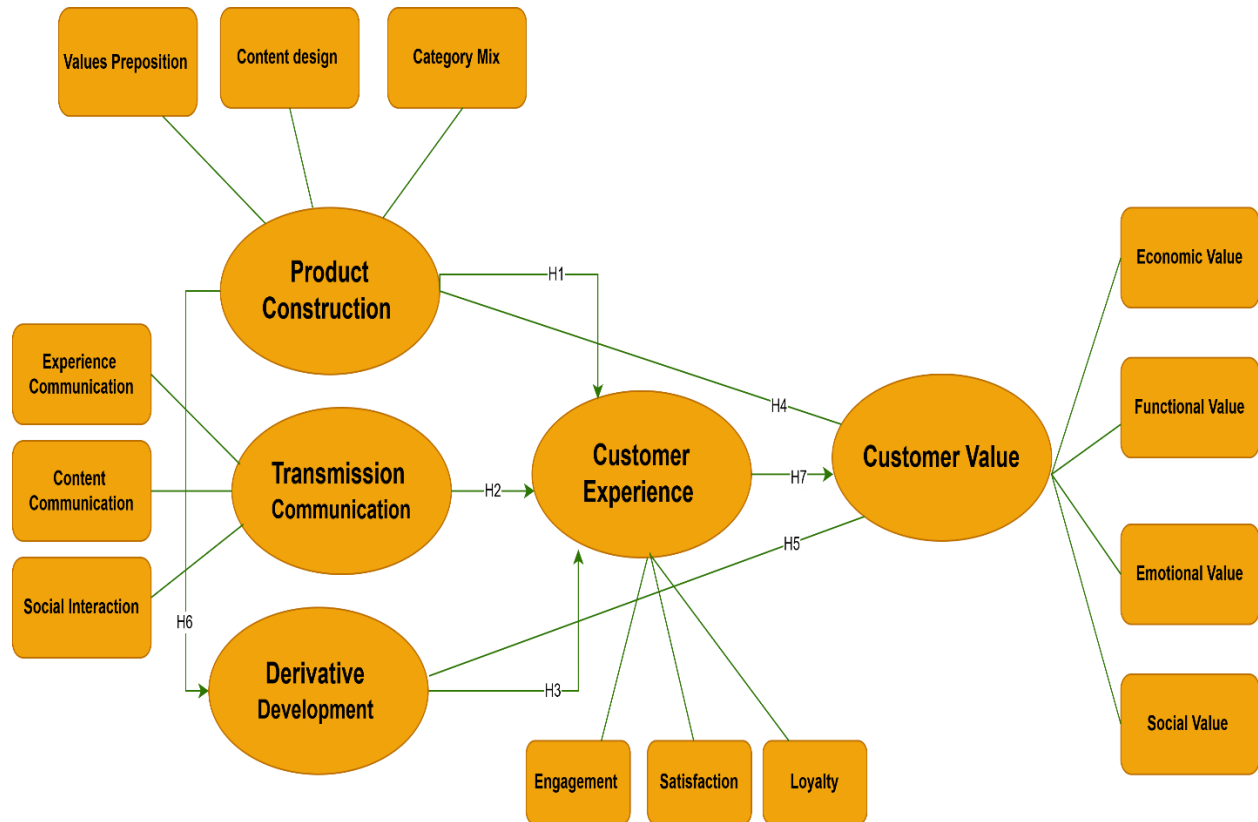 Values Preposition
Content design
Category Mix
Product
Construction
H1
Economic Value
Experience
Communication
Functional Value
H4
Customer Value
Customer
Experience
H7
Content
Communication
Transmission
Communication
H2
H5
Emotional Value
Social Interaction
H6
Derivative
Development
H3
Social Value
Engagement
Satisfaction
Loyalty